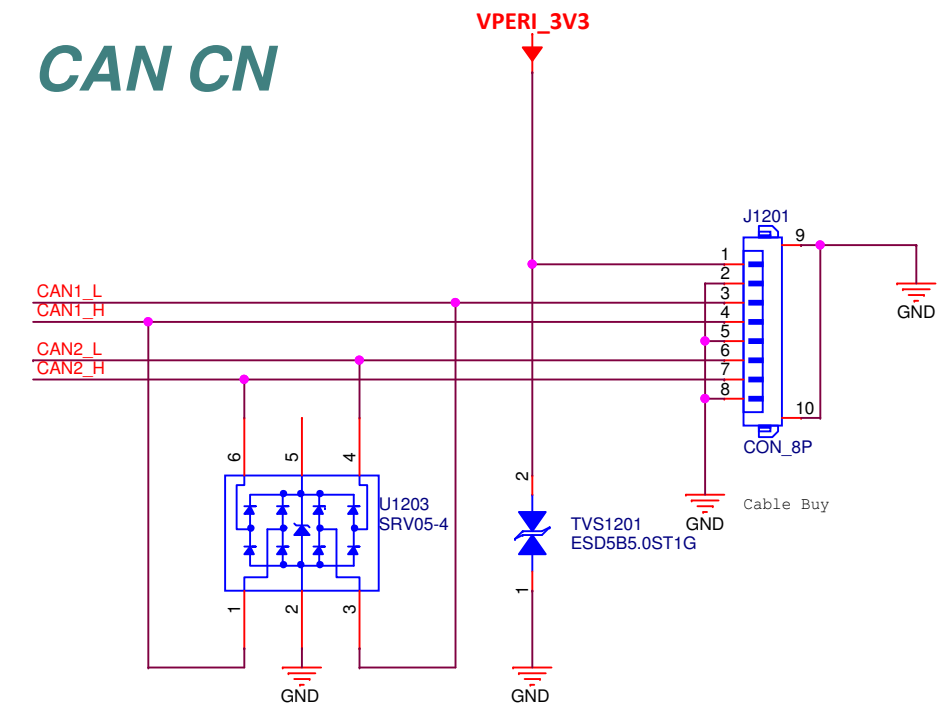 VPERI_3V3
CAN CN
J1201
9
1
2
3
4
5
6
7
8
10
CON_8P
GND
CAN1_L
CAN1_H
CAN2_L
CAN2_H
6
5
4
U1203
SRV05-4
1
2
3
GND
2
TVS1201
ESD5B5.0ST1G
1
GND
GND
Cable Buy